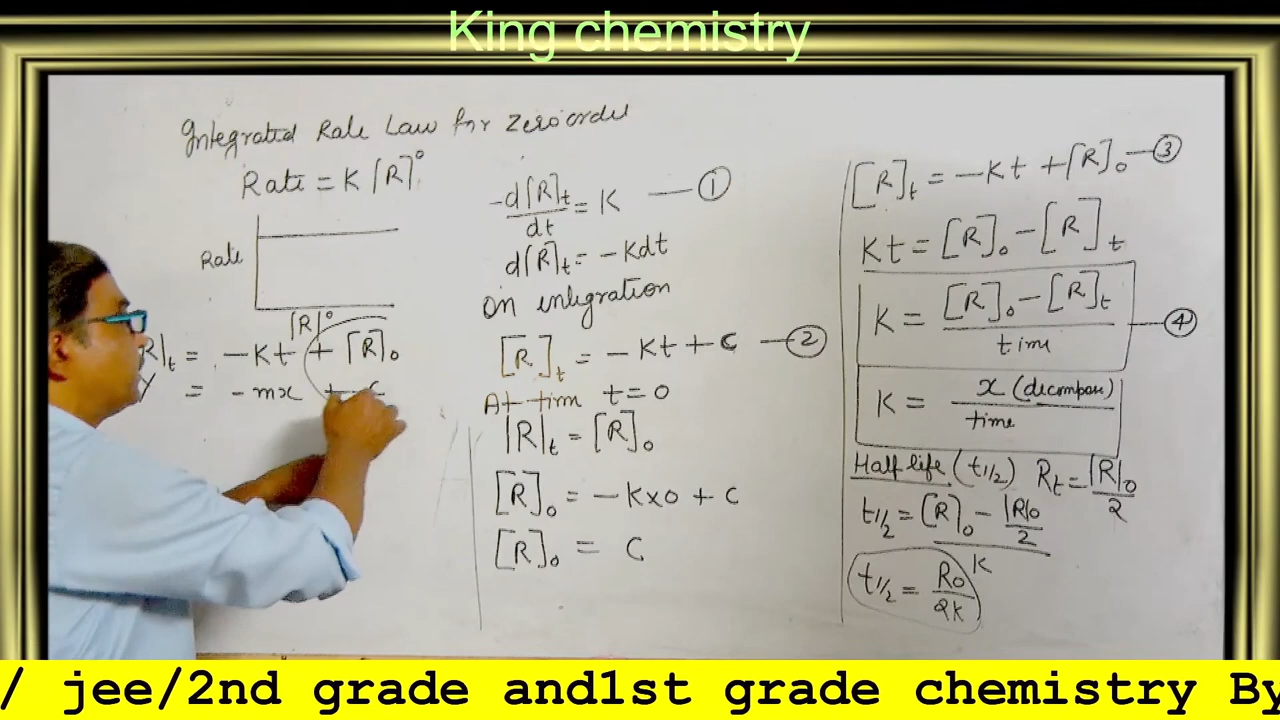 King chemistry
Integrated Rate Law for zero order
Rate = K [R]⁰
Rate
[R]⁰
R]t = -Kt + [R]₀
Y = - mx + c
-d[R]t/dt = K — ①
d[R]t = -Kdt
On integration
[R]t = -Kt + C — ②
At tim t = 0
[R]t = [R]₀
[R]₀ = -K×0 + C
[R]₀ = C
[R]t = -Kt + [R]₀ — ③
Kt = [R]₀ - [R]t
K = [R]₀ - [R]t / time — ④
K = x (decompose) / time
Half life (t1/2) Rt = [R]₀/2
t1/2 = [R]₀ - [R]₀/2 / K
t1/2 = R₀/2K
/ jee/2nd grade and1st grade chemistry By